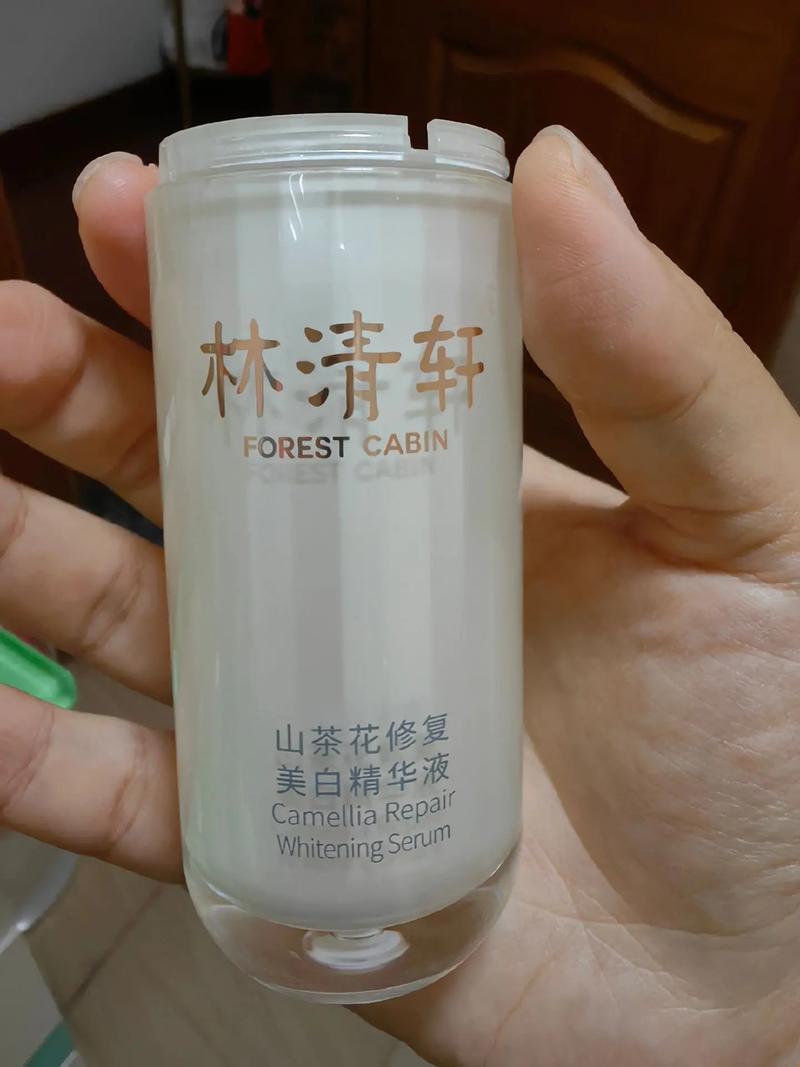 林清轩
FOREST CABIN
山茶花修复
美白精华液
Camellia Repair
Whitening Serum